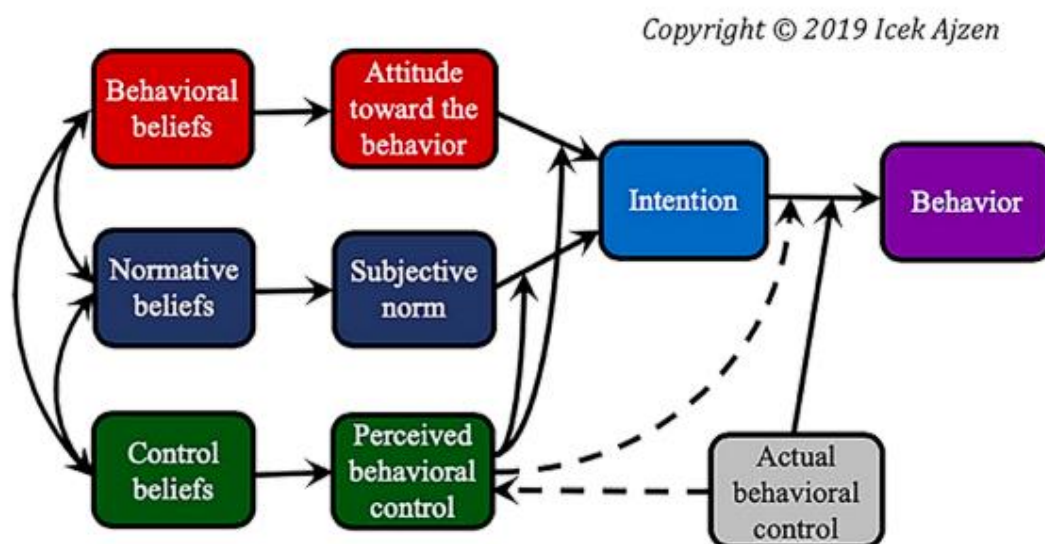 Copyright © 2019 Icek Ajzen
Behavioral
beliefs
Attitude
toward the
behavior
Intention
Behavior
Normative
beliefs
Subjective
norm
Control
beliefs
Perceived
behavioral
control
Actual
behavioral
control